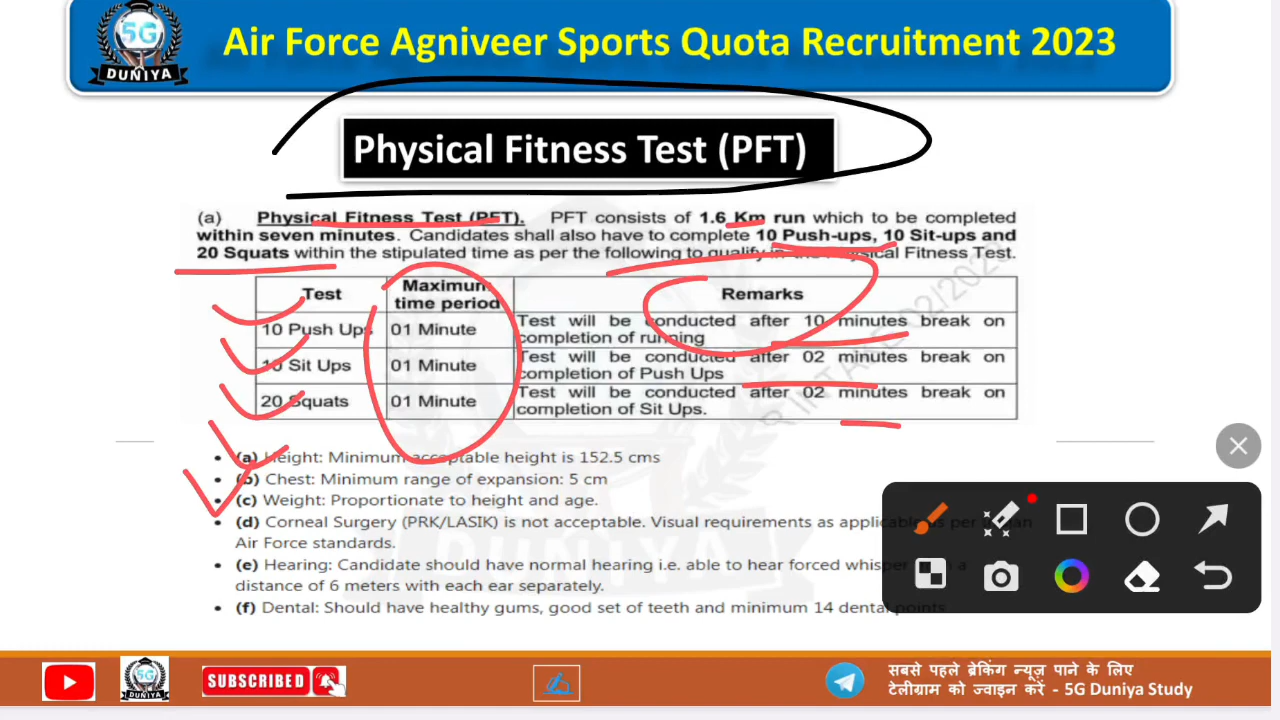 5G
DUNIYA
Air Force Agniveer Sports Quota Recruitment 2023
Physical Fitness Test (PFT)
(a) Physical Fitness Test (PFT). PFT consists of 1.6 Km run which to be completed
within seven minutes. Candidates shall also have to complete 10 Push-ups, 10 Sit-ups and
20 Squats within the stipulated time as per the following to qualify in the Physical Fitness Test.
Test Maximum time period Remarks
10 Push Ups 01 Minute Test will be conducted after 10 minutes break on
completion of running
10 Sit Ups 01 Minute Test will be conducted after 02 minutes break on
completion of Push Ups
20 Squats 01 Minute Test will be conducted after 02 minutes break on
completion of Sit Ups.
• (a) Height: Minimum acceptable height is 152.5 cms
• (b) Chest: Minimum range of expansion: 5 cm
• (c) Weight: Proportionate to height and age.
• (d) Corneal Surgery (PRK/LASIK) is not acceptable. Visual requirements as applicable as per
Air Force standards.
• (e) Hearing: Candidate should have normal hearing i.e. able to hear forced whisper
distance of 6 meters with each ear separately.
• (f) Dental: Should have healthy gums, good set of teeth and minimum 14 dental points
DUNIYA
SUBSCRIBED
सबसे पहले ब्रेकिंग न्यूज़ पाने के लिए
टेलीग्राम को ज्वाइन करें - 5G Duniya Study